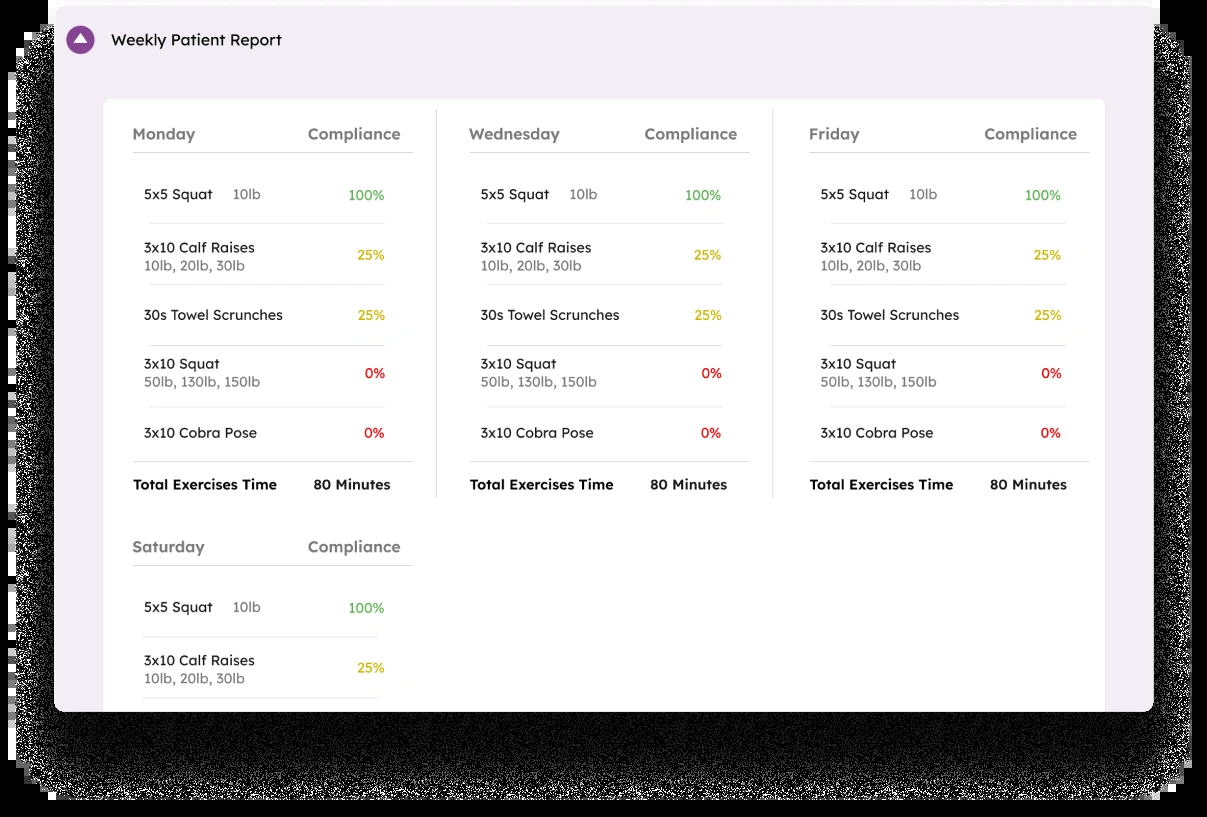 Weekly Patient Report
Monday Compliance
5x5 Squat 10lb 100%
3x10 Calf Raises
10lb, 20lb, 30lb
25%
30s Towel Scrunches 25%
3x10 Squat
50lb, 130lb, 150lb
0%
3x10 Cobra Pose 0%
Total Exercises Time 80 Minutes
Wednesday Compliance
5x5 Squat 10lb 100%
3x10 Calf Raises
10lb, 20lb, 30lb
25%
30s Towel Scrunches 25%
3x10 Squat
50lb, 130lb, 150lb
0%
3x10 Cobra Pose 0%
Total Exercises Time 80 Minutes
Friday Compliance
5x5 Squat 10lb 100%
3x10 Calf Raises
10lb, 20lb, 30lb
25%
30s Towel Scrunches 25%
3x10 Squat
50lb, 130lb, 150lb
0%
3x10 Cobra Pose 0%
Total Exercises Time 80 Minutes
Saturday Compliance
5x5 Squat 10lb 100%
3x10 Calf Raises
10lb, 20lb, 30lb
25%